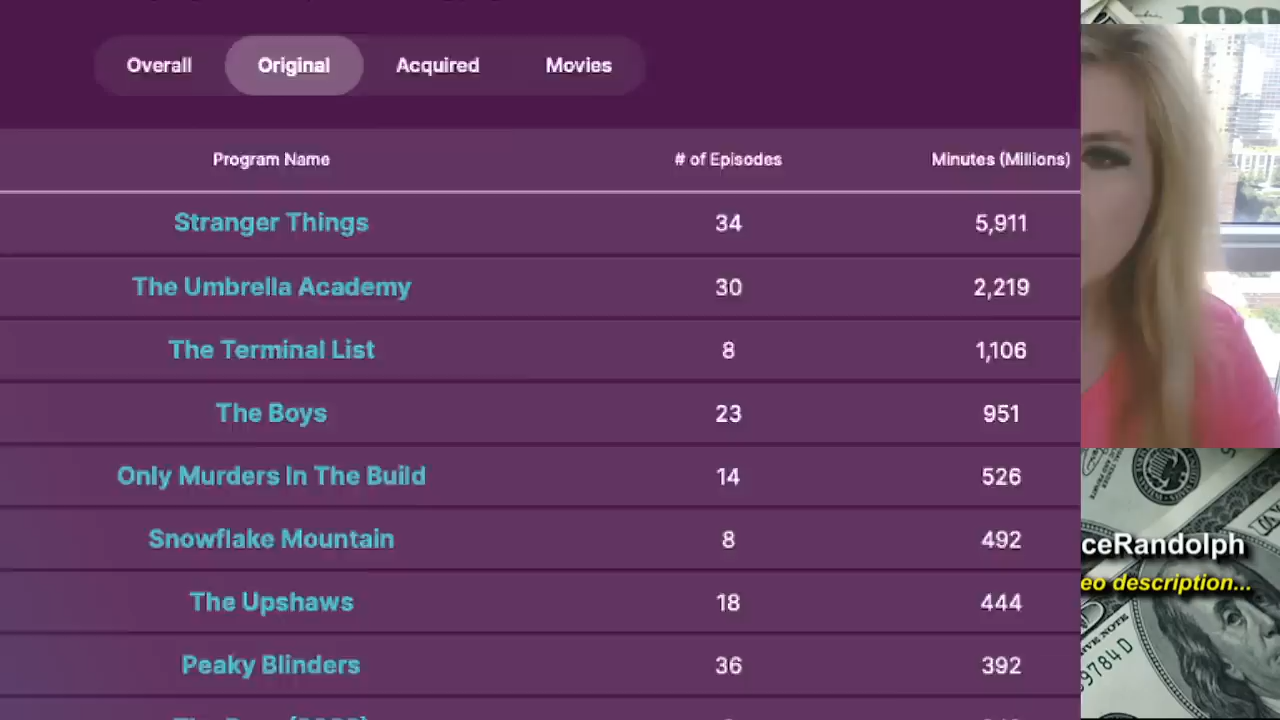 Overall Original Acquired Movies
Program Name # of Episodes Minutes (Millions)
Stranger Things 34 5,911
The Umbrella Academy 30 2,219
The Terminal List 8 1,106
The Boys 23 951
Only Murders In The Build 14 526
Snowflake Mountain 8 492
The Upshaws 18 444
Peaky Blinders 36 392
100
ceRandolph
eo description...
9784D